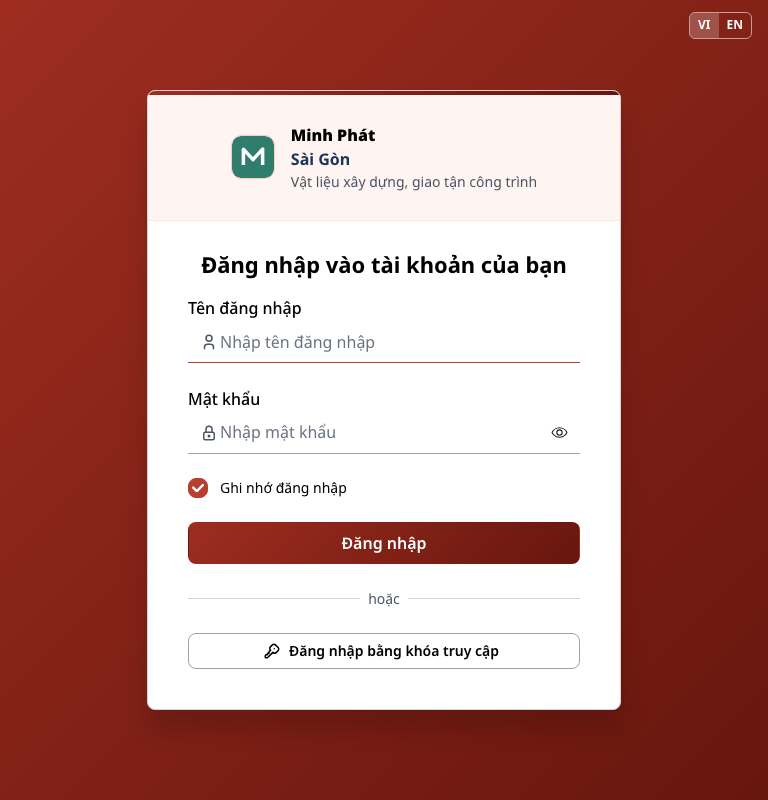 VI EN
Minh Phát
Sài Gòn
Vật liệu xây dựng, giao tận công trình
Đăng nhập vào tài khoản của bạn
Tên đăng nhập
Nhập tên đăng nhập
Mật khẩu
Nhập mật khẩu
Ghi nhớ đăng nhập
Đăng nhập
hoặc
Đăng nhập bằng khóa truy cập